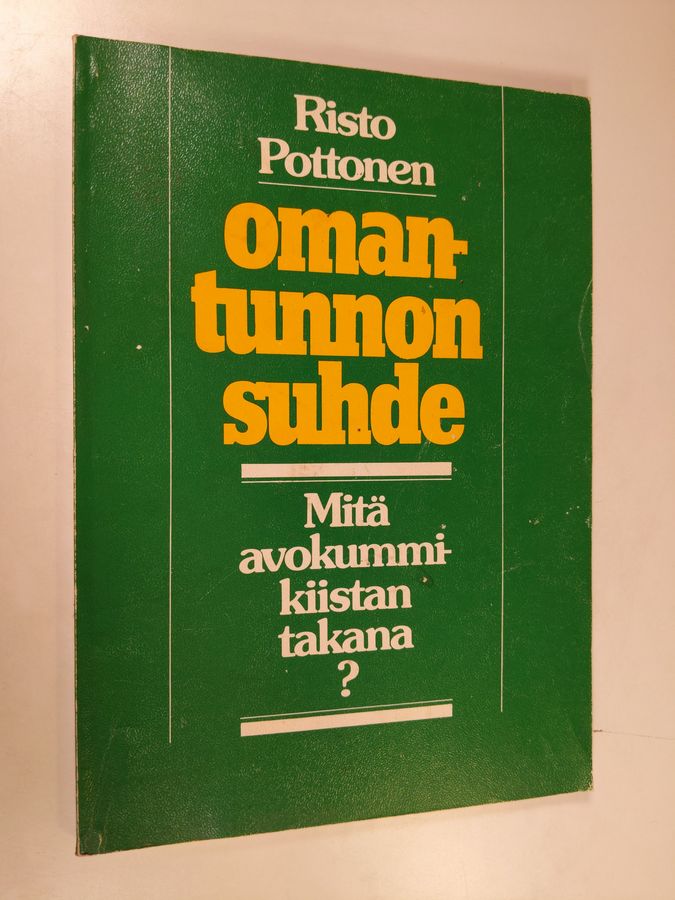 Risto
Pottonen
oman-
tunnon
suhde
Mitä
avokummi-
kiistan
takana
?